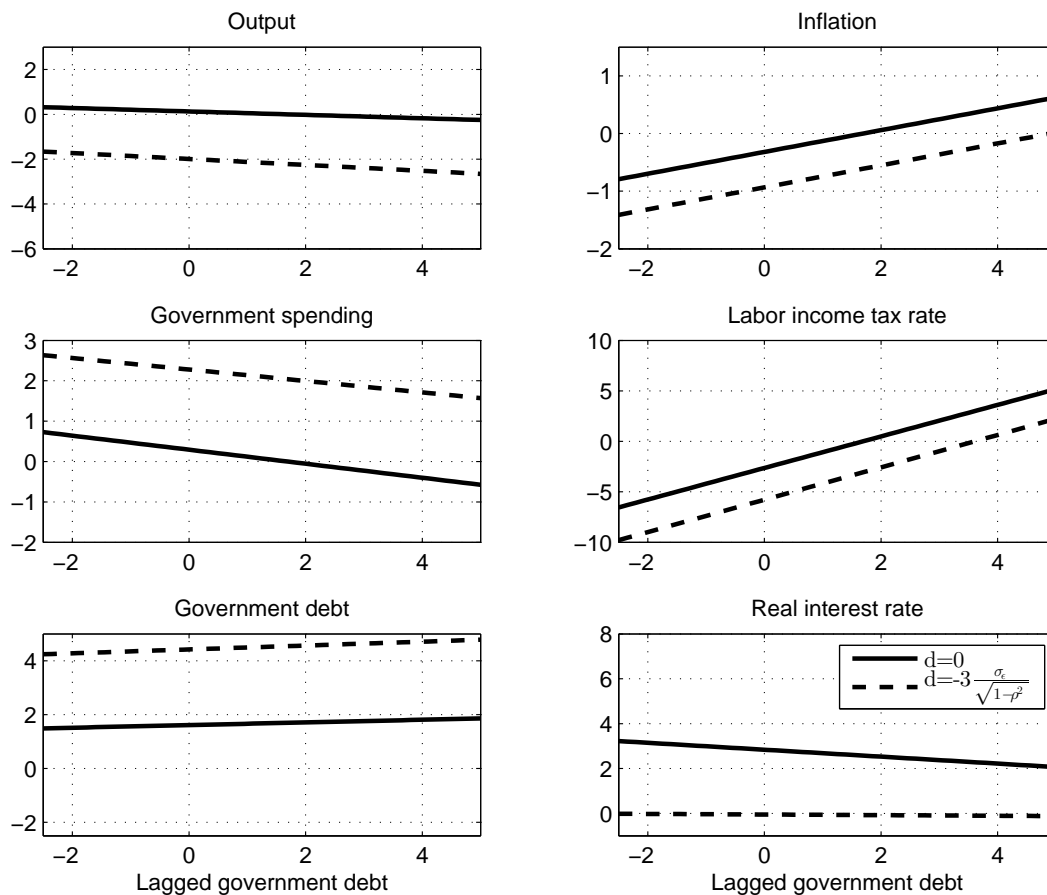 Output
2
0
−2
−4
−6
−2 0 2 4
Inflation
1
0
−1
−2
−2 0 2 4
Government spending
3
2
1
0
−1
−2
−2 0 2 4
Labor income tax rate
10
5
0
−5
−10
−2 0 2 4
Government debt
4
2
0
−2
−2 0 2 4
Lagged government debt
Real interest rate
8
6
4
2
0
d=0
d=-3 σ_ϵ/√(1−ρ²)
−2 0 2 4
Lagged government debt